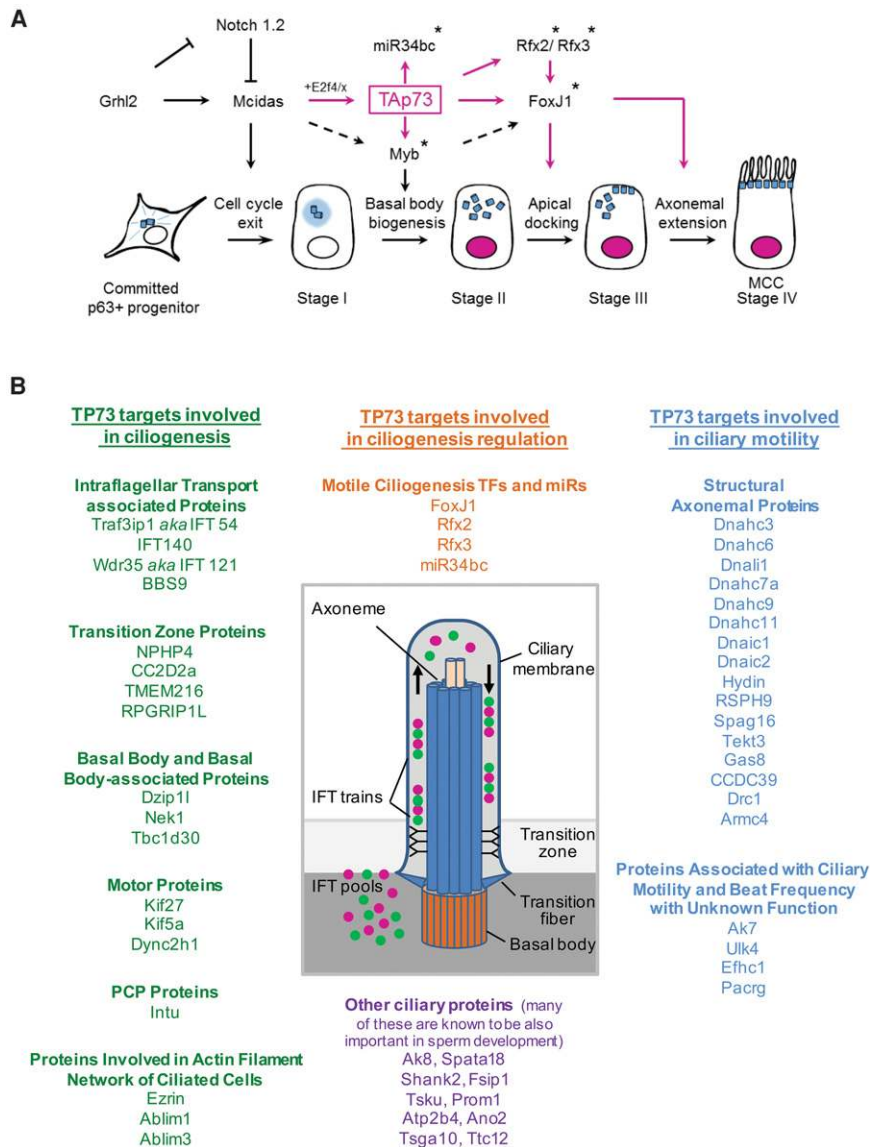 A
Notch 1.2
miR34bc*
Rfx2/ Rfx3*
Grhl2
Mcidas
+E2f4/x
TAp73
FoxJ1*
Myb*
Cell cycle
exit
Basal body
biogenesis
Apical
docking
Axonemal
extension
Committed
p63+ progenitor
Stage I
Stage II
Stage III
MCC
Stage IV
B
TP73 targets involved
in ciliogenesis
Intraflagellar Transport
associated Proteins
Traf3ip1 aka IFT 54
IFT140
Wdr35 aka IFT 121
BBS9
Transition Zone Proteins
NPHP4
CC2D2a
TMEM216
RPGRIP1L
Basal Body and Basal
Body-associated Proteins
Dzip1l
Nek1
Tbc1d30
Motor Proteins
Kif27
Kif5a
Dync2h1
PCP Proteins
Intu
Proteins Involved in Actin Filament
Network of Ciliated Cells
Ezrin
Ablim1
Ablim3
TP73 targets involved
in ciliogenesis regulation
Motile Ciliogenesis TFs and miRs
FoxJ1
Rfx2
Rfx3
miR34bc
Axoneme
Ciliary
membrane
IFT trains
Transition
zone
IFT pools
Transition
fiber
Basal body
Other ciliary proteins (many
of these are known to be also
important in sperm development)
Ak8, Spata18
Shank2, Fsip1
Tsku, Prom1
Atp2b4, Ano2
Tsga10, Ttc12
TP73 targets involved
in ciliary motility
Structural
Axonemal Proteins
Dnahc3
Dnahc6
Dnali1
Dnahc7a
Dnahc9
Dnahc11
Dnaic1
Dnaic2
Hydin
RSPH9
Spag16
Tekt3
Gas8
CCDC39
Drc1
Armc4
Proteins Associated with Ciliary
Motility and Beat Frequency
with Unknown Function
Ak7
Ulk4
Efhc1
Pacrg